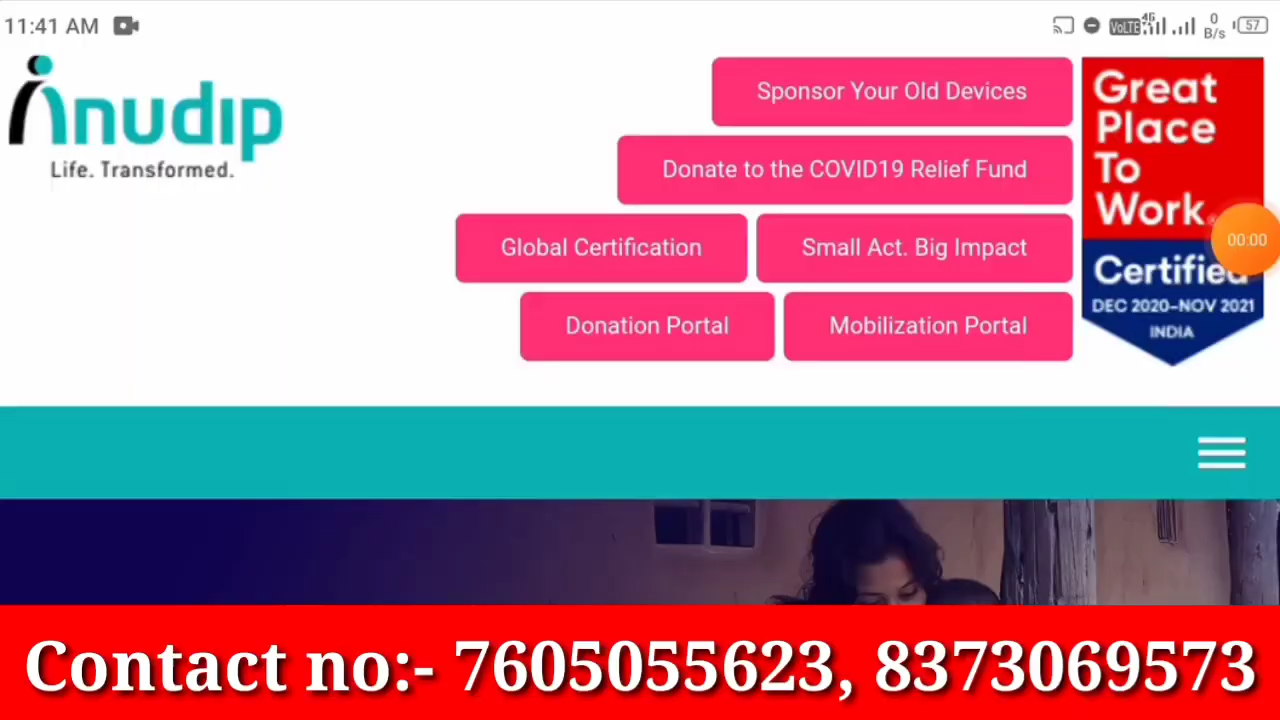 11:41 AM
VoLTE 4G 0 B/s 57
anudip
Life. Transformed.
Sponsor Your Old Devices
Donate to the COVID19 Relief Fund
Global Certification
Small Act. Big Impact
Donation Portal
Mobilization Portal
Great
Place
To
Work.
Certified
DEC 2020–NOV 2021
INDIA
00:00
Contact no:- 7605055623, 8373069573